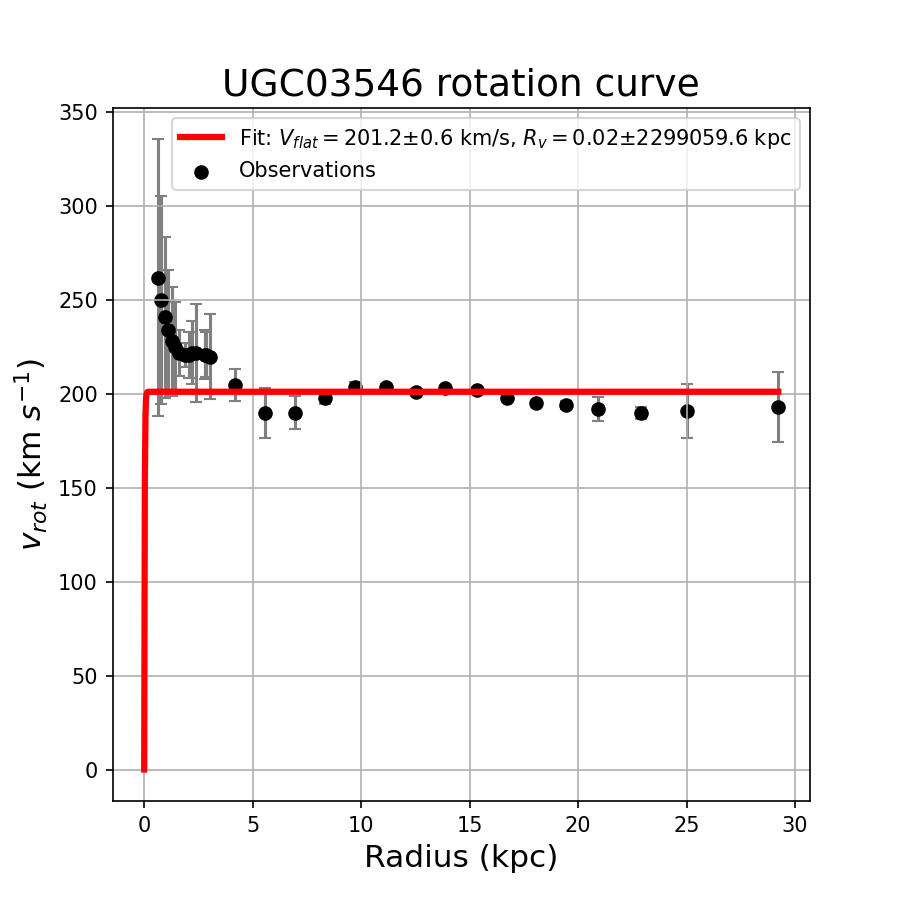 UGC03546 rotation curve
Fit: V_flat = 201.2±0.6 km/s, R_v = 0.02±2299059.6 kpc
Observations
350
300
250
200
150
100
50
0
v_rot (km s^−1)
0 5 10 15 20 25 30
Radius (kpc)